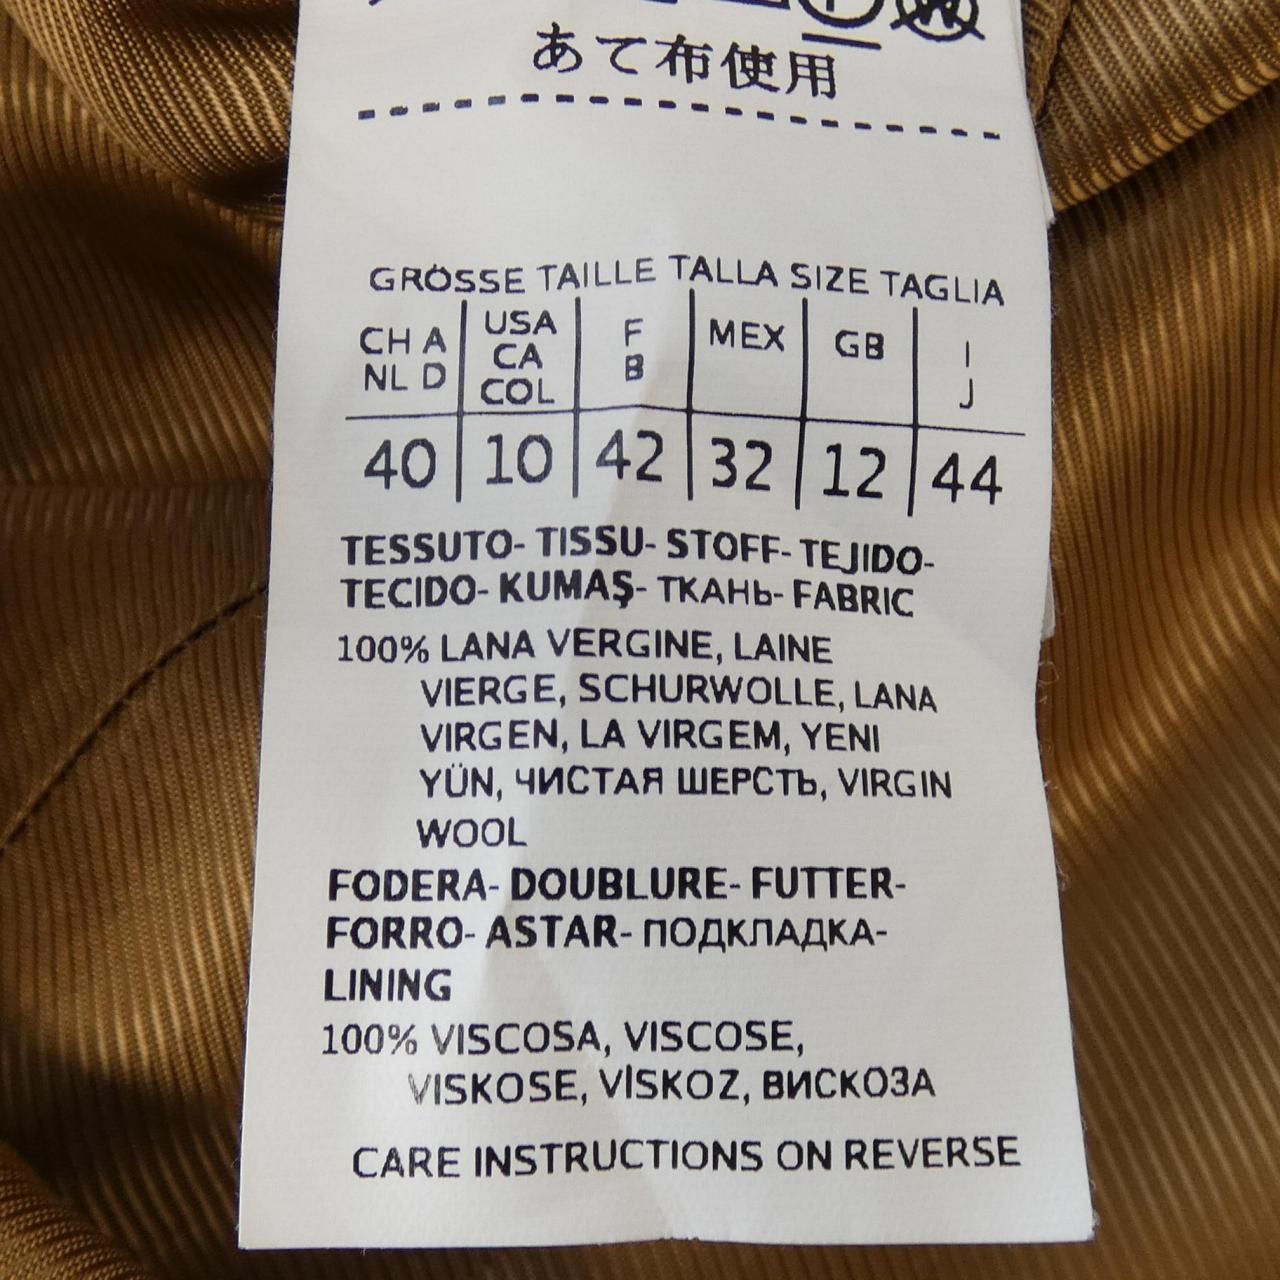 あて布使用
GRÖSSE TAILLE TALLA SIZE TAGLIA
CH A NL D | USA CA COL | F B | MEX | GB | I J
40 | 10 | 42 | 32 | 12 | 44
TESSUTO- TISSU- STOFF- TEJIDO-
TECIDO- KUMAŞ- ТКАНЬ- FABRIC
100% LANA VERGINE, LAINE
VIERGE, SCHURWOLLE, LANA
VIRGEN, LA VIRGEM, YENI
YÜN, ЧИСТАЯ ШЕРСТЬ, VIRGIN
WOOL
FODERA- DOUBLURE- FUTTER-
FORRO- ASTAR- ПОДКЛАДКА-
LINING
100% VISCOSA, VISCOSE,
VISKOSE, VİSKOZ, ВИСКОЗА
CARE INSTRUCTIONS ON REVERSE